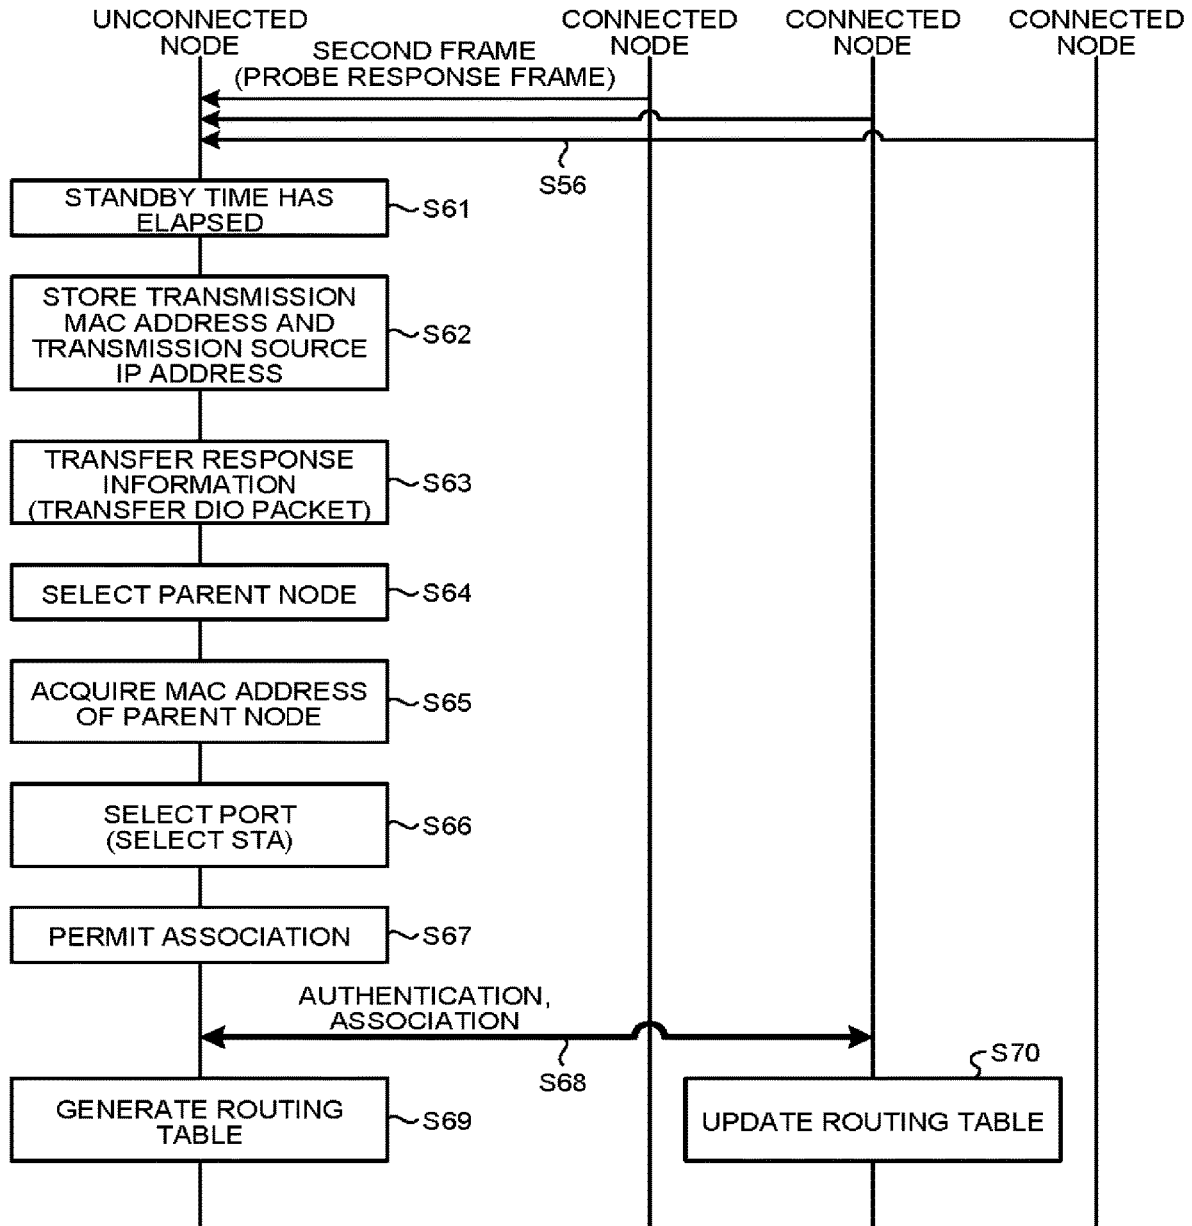 UNCONNECTED
NODE
CONNECTED
NODE
CONNECTED
NODE
CONNECTED
NODE
SECOND FRAME
(PROBE RESPONSE FRAME)
S56
STANDBY TIME HAS
ELAPSED
S61
STORE TRANSMISSION
MAC ADDRESS AND
TRANSMISSION SOURCE
IP ADDRESS
S62
TRANSFER RESPONSE
INFORMATION
(TRANSFER DIO PACKET)
S63
SELECT PARENT NODE
S64
ACQUIRE MAC ADDRESS
OF PARENT NODE
S65
SELECT PORT
(SELECT STA)
S66
PERMIT ASSOCIATION
S67
AUTHENTICATION,
ASSOCIATION
S68
GENERATE ROUTING
TABLE
S69
S70
UPDATE ROUTING TABLE